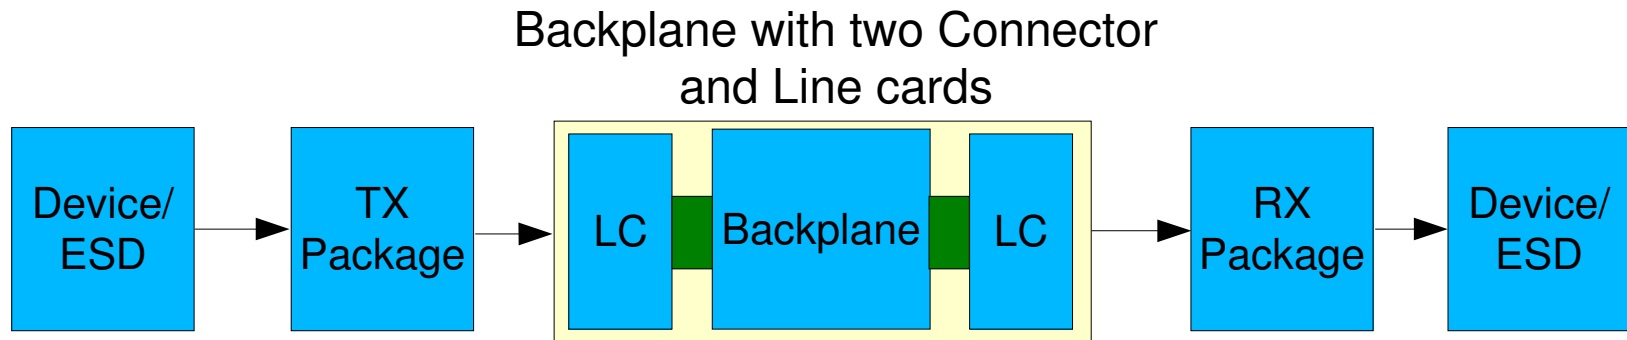 Backplane with two Connector
and Line cards
Device/
ESD
TX
Package
LC
Backplane
LC
RX
Package
Device/
ESD